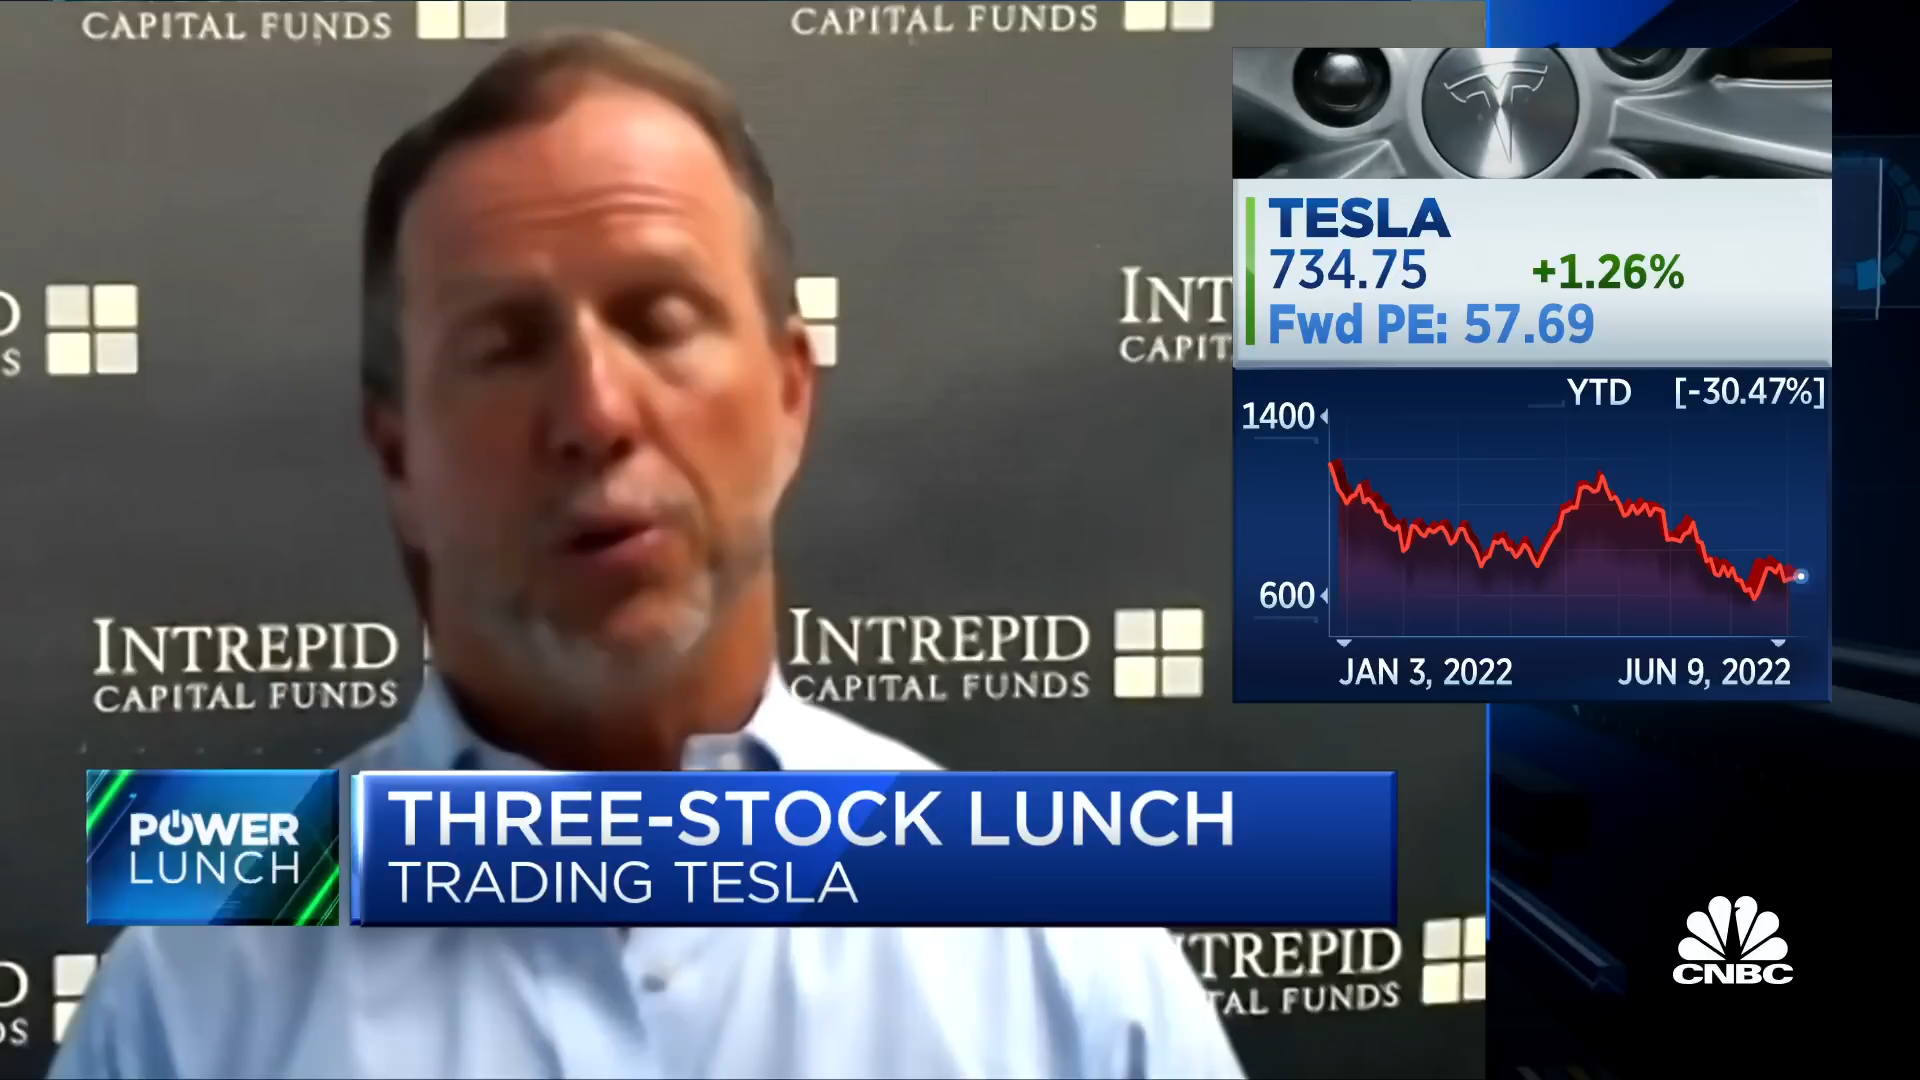 CAPITAL FUNDS
CAPITAL FUNDS
INTREPID
CAPITAL FUNDS
INTREPID
CAPITAL FUNDS
TESLA
734.75 +1.26%
Fwd PE: 57.69
YTD [-30.47%]
1400
600
JAN 3, 2022 JUN 9, 2022
POWER
LUNCH
THREE-STOCK LUNCH
TRADING TESLA
CNBC